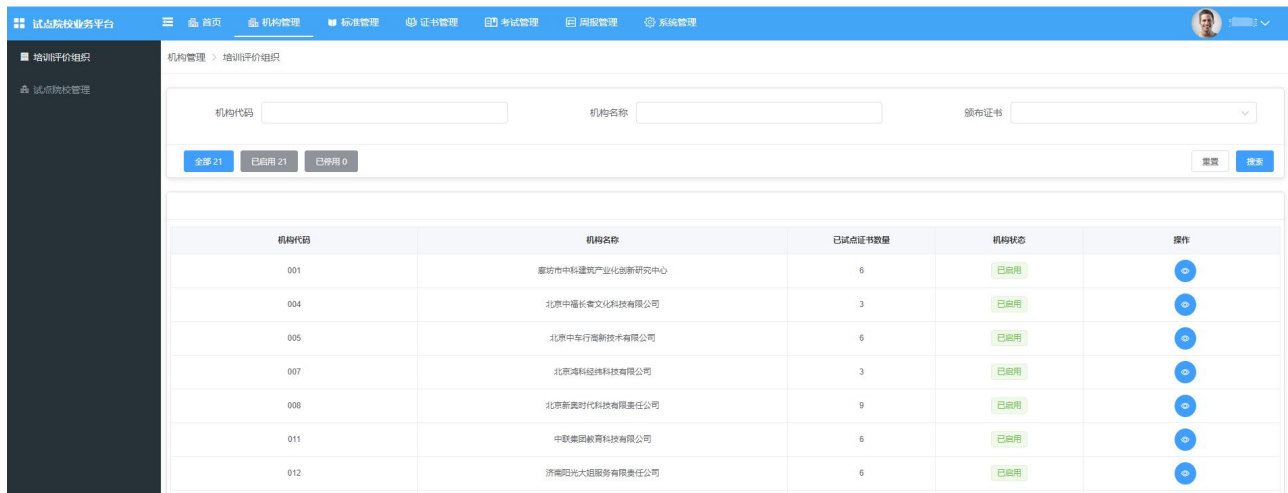 试点院校业务平台 首页 机构管理 标准管理 证书管理 考试管理 周报管理 系统管理
培训评价组织
试点院校管理
机构管理 > 培训评价组织
机构代码 机构名称 颁布证书
全部 21 已启用 21 已停用 0 重置 搜索
机构代码 机构名称 已试点证书数量 机构状态 操作
001 廊坊市中科建筑产业化创新研究中心 6 已启用
004 北京中福长者文化科技有限公司 3 已启用
005 北京中车行高新技术有限公司 6 已启用
007 北京鸿科经纬科技有限公司 3 已启用
008 北京新奥时代科技有限责任公司 9 已启用
011 中联集团教育科技有限公司 6 已启用
012 济南阳光大姐服务有限责任公司 6 已启用